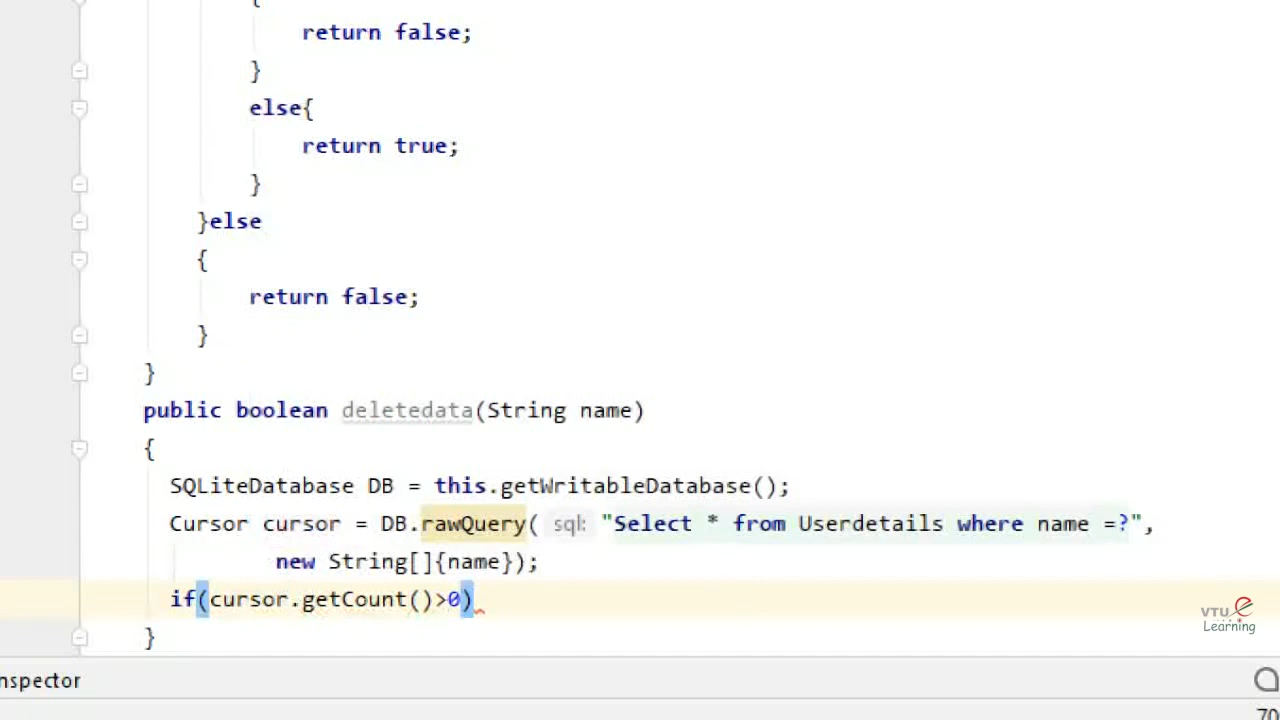 {
return false;
}
else{
return true;
}
}else
{
return false;
}
}
public boolean deletedata(String name)
{
SQLiteDatabase DB = this.getWritableDatabase();
Cursor cursor = DB.rawQuery( sql: "Select * from Userdetails where name =?",
new String[]{name});
if(cursor.getCount()>0)
}
VTU e
Learning
nspector
70